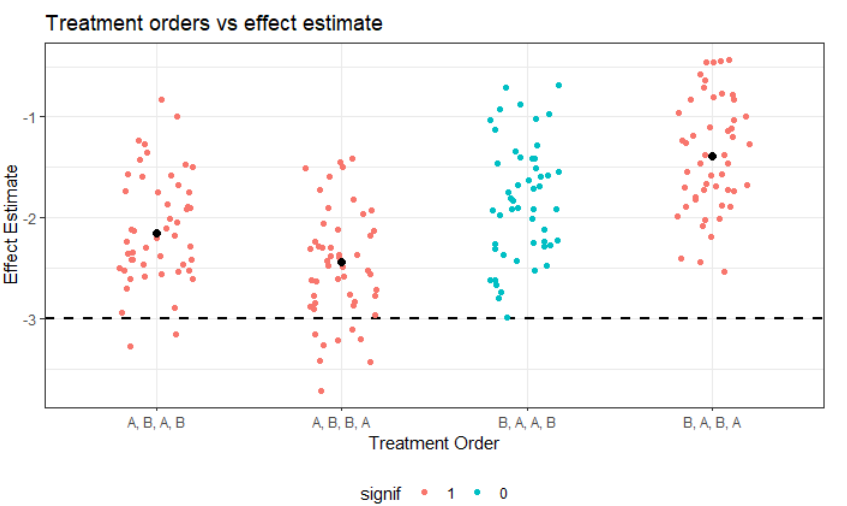 Treatment orders vs effect estimate
Effect Estimate
-1
-2
-3
A, B, A, B
A, B, B, A
B, A, A, B
B, A, B, A
Treatment Order
signif 1 0